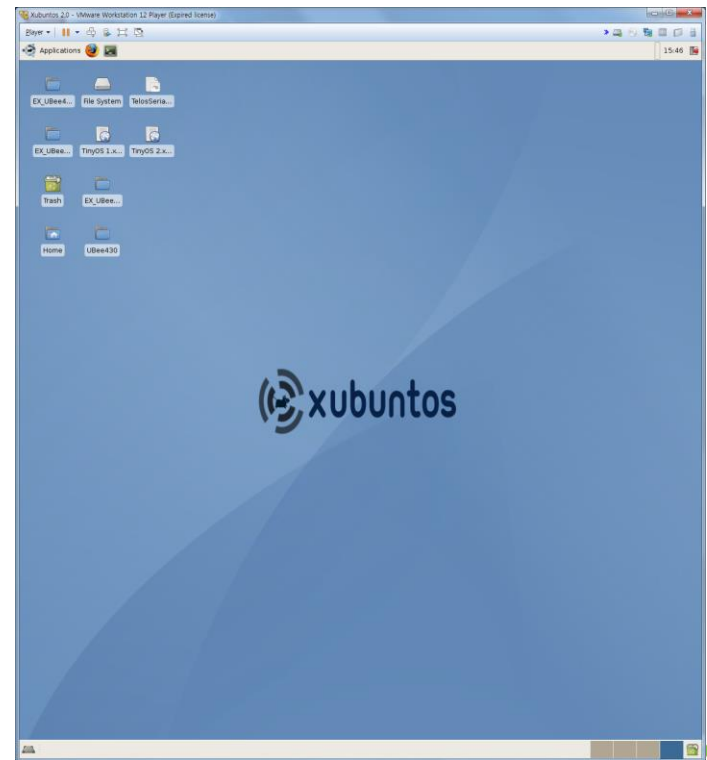 Xubuntos 2.0 - VMware Workstation 12 Player (Expired license)
Player
Applications
15:46
EX_UBee4... File System TelosSeria...
EX_UBee... TinyOS 1.x... TinyOS 2.x...
Trash EX_UBee...
Home UBee430
xubuntos